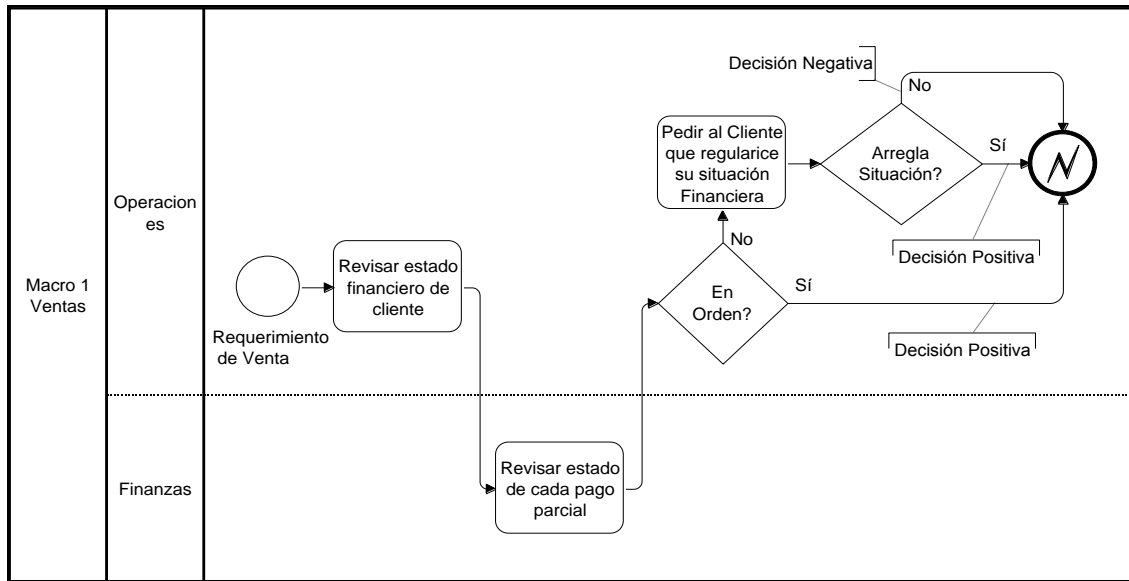 Macro 1
Ventas
Operacion
es
Finanzas
Requerimiento
de Venta
Revisar estado
financiero de
cliente
Revisar estado
de cada pago
parcial
En
Orden?
No
Sí
Pedir al Cliente
que regularice
su situación
Financiera
Arregla
Situación?
Decisión Negativa
No
Sí
Decisión Positiva
Decisión Positiva